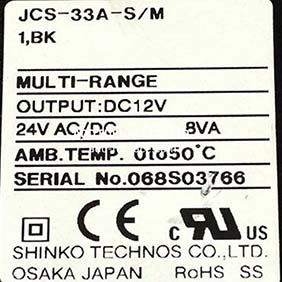 JCS-33A-S/M
1,BK
MULTI-RANGE
OUTPUT:DC12V
24V AC/DC 8VA
AMB.TEMP. 0to50°C
SERIAL No.068S03766
CE c RU US
SHINKO TECHNOS CO.,LTD.
OSAKA JAPAN RoHS SS